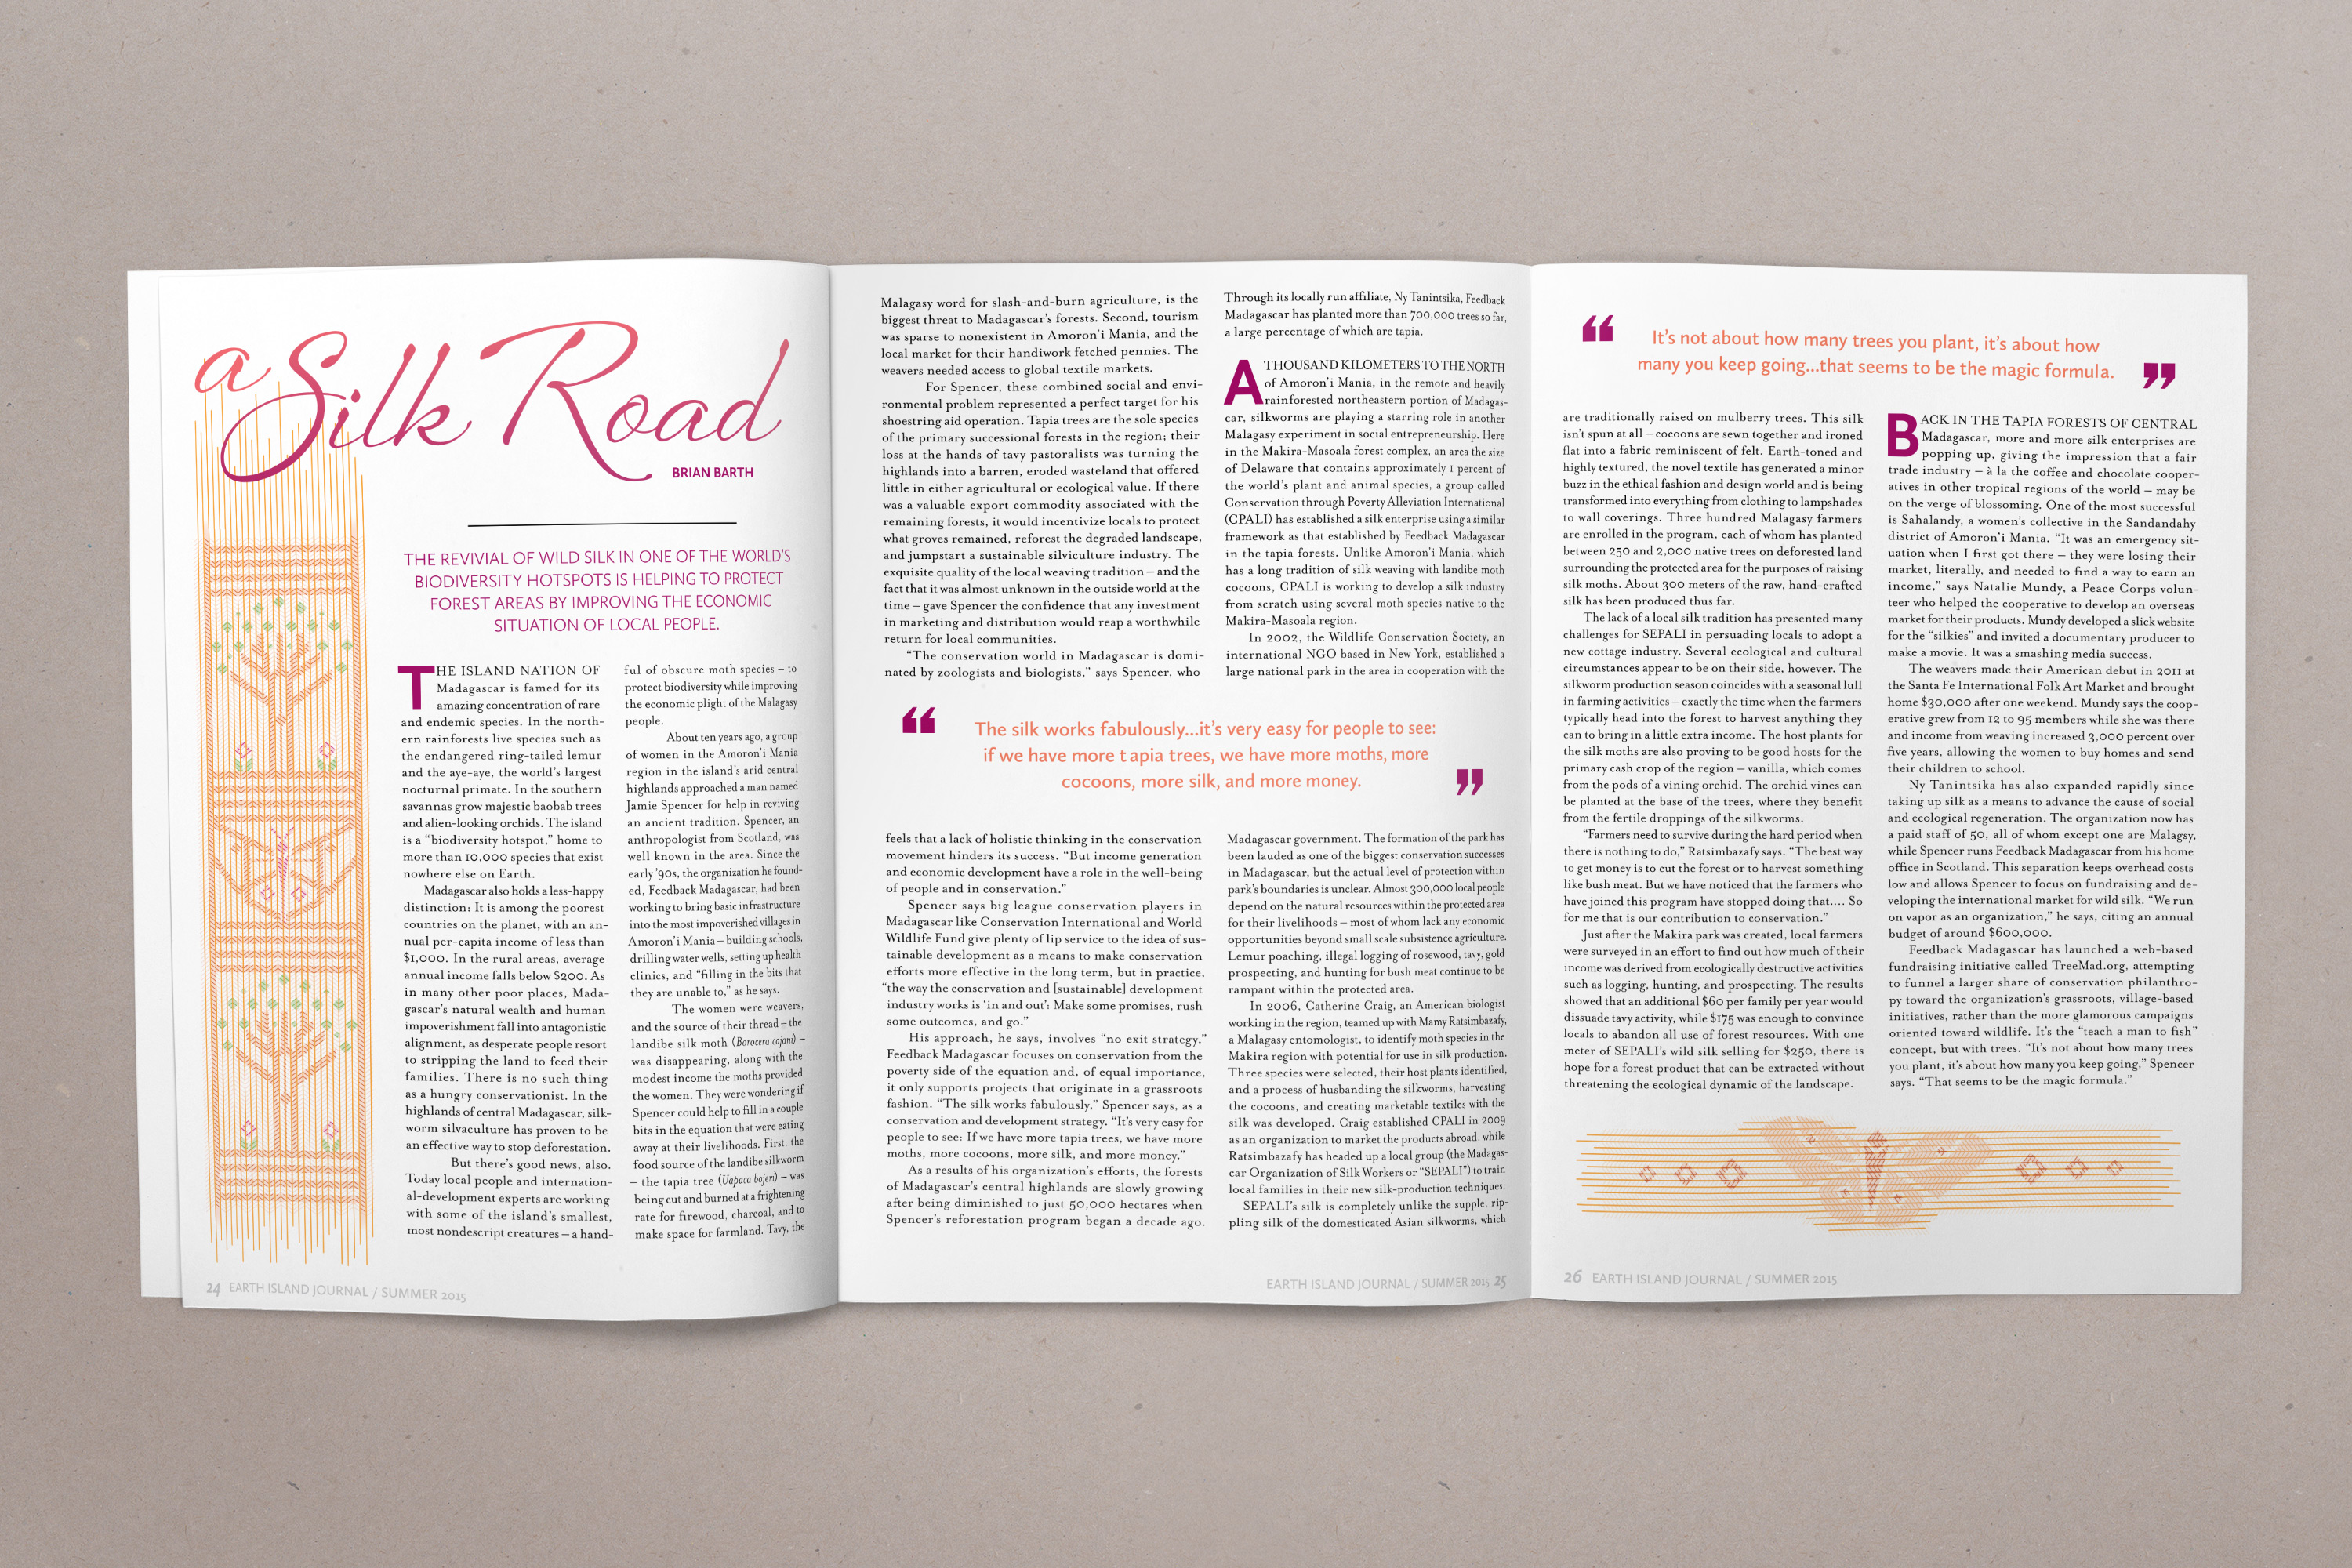 a Silk Road
BRIAN BARTH
THE REVIVIAL OF WILD SILK IN ONE OF THE WORLD'S
BIODIVERSITY HOTSPOTS IS HELPING TO PROTECT
FOREST AREAS BY IMPROVING THE ECONOMIC
SITUATION OF LOCAL PEOPLE.
THE ISLAND NATION OF
Madagascar is famed for its
amazing concentration of rare
and endemic species. In the north-
ern rainforests live species such as
the endangered ring-tailed lemur
and the aye-aye, the world's largest
nocturnal primate. In the southern
savannas grow majestic baobab trees
and alien-looking orchids. The island
is a "biodiversity hotspot," home to
more than 10,000 species that exist
nowhere else on Earth.
Madagascar also holds a less-happy
distinction: It is among the poorest
countries on the planet, with an an-
nual per-capita income of less than
$1,000. In the rural areas, average
annual income falls below $200. As
in many other poor places, Mada-
gascar's natural wealth and human
impoverishment fall into antagonistic
alignment, as desperate people resort
to stripping the land to feed their
families. There is no such thing
as a hungry conservationist. In the
highlands of central Madagascar, silk-
worm silvaculture has proven to be
an effective way to stop deforestation.
But there's good news, also.
Today local people and internation-
al-development experts are working
with some of the island's smallest,
most nondescript creatures – a hand-
ful of obscure moth species – to
protect biodiversity while improving
the economic plight of the Malagasy
people.
About ten years ago, a group
of women in the Amoron'i Mania
region in the island's arid central
highlands approached a man named
Jamie Spencer for help in reviving
an ancient tradition. Spencer, an
anthropologist from Scotland, was
well known in the area. Since the
early '90s, the organization he found-
ed, Feedback Madagascar, had been
working to bring basic infrastructure
into the most impoverished villages in
Amoron'i Mania – building schools,
drilling water wells, setting up health
clinics, and "filling in the bits that
they are unable to," as he says.
The women were weavers,
and the source of their thread – the
landibe silk moth (Borocera cajani) –
was disappearing, along with the
modest income the moths provided
the women. They were wondering if
Spencer could help to fill in a couple
bits in the equation that were eating
away at their livelihoods. First, the
food source of the landibe silkworm
– the tapia tree (Uapaca bojeri) – was
being cut and burned at a frightening
rate for firewood, charcoal, and to
make space for farmland. Tavy, the
24 EARTH ISLAND JOURNAL / SUMMER 2015
Malagasy word for slash-and-burn agriculture, is the
biggest threat to Madagascar's forests. Second, tourism
was sparse to nonexistent in Amoron'i Mania, and the
local market for their handiwork fetched pennies. The
weavers needed access to global textile markets.
For Spencer, these combined social and envi-
ronmental problem represented a perfect target for his
shoestring aid operation. Tapia trees are the sole species
of the primary successional forests in the region; their
loss at the hands of tavy pastoralists was turning the
highlands into a barren, eroded wasteland that offered
little in either agricultural or ecological value. If there
was a valuable export commodity associated with the
remaining forests, it would incentivize locals to protect
what groves remained, reforest the degraded landscape,
and jumpstart a sustainable silviculture industry. The
exquisite quality of the local weaving tradition – and the
fact that it was almost unknown in the outside world at the
time – gave Spencer the confidence that any investment
in marketing and distribution would reap a worthwhile
return for local communities.
"The conservation world in Madagascar is domi-
nated by zoologists and biologists," says Spencer, who
Through its locally run affiliate, Ny Tanintsika, Feedback
Madagascar has planted more than 700,000 trees so far,
a large percentage of which are tapia.
A THOUSAND KILOMETERS TO THE NORTH
of Amoron'i Mania, in the remote and heavily
rainforested northeastern portion of Madagas-
car, silkworms are playing a starring role in another
Malagasy experiment in social entrepreneurship. Here
in the Makira-Masoala forest complex, an area the size
of Delaware that contains approximately 1 percent of
the world's plant and animal species, a group called
Conservation through Poverty Alleviation International
(CPALI) has established a silk enterprise using a similar
framework as that established by Feedback Madagascar
in the tapia forests. Unlike Amoron'i Mania, which
has a long tradition of silk weaving with landibe moth
cocoons, CPALI is working to develop a silk industry
from scratch using several moth species native to the
Makira-Masoala region.
In 2002, the Wildlife Conservation Society, an
international NGO based in New York, established a
large national park in the area in cooperation with the
“ The silk works fabulously...it's very easy for people to see:
if we have more tapia trees, we have more moths, more
cocoons, more silk, and more money. ”
feels that a lack of holistic thinking in the conservation
movement hinders its success. "But income generation
and economic development have a role in the well-being
of people and in conservation."
Spencer says big league conservation players in
Madagascar like Conservation International and World
Wildlife Fund give plenty of lip service to the idea of sus-
tainable development as a means to make conservation
efforts more effective in the long term, but in practice,
"the way the conservation and [sustainable] development
industry works is 'in and out': Make some promises, rush
some outcomes, and go."
His approach, he says, involves "no exit strategy."
Feedback Madagascar focuses on conservation from the
poverty side of the equation and, of equal importance,
it only supports projects that originate in a grassroots
fashion. "The silk works fabulously," Spencer says, as a
conservation and development strategy. "It's very easy for
people to see: If we have more tapia trees, we have more
moths, more cocoons, more silk, and more money."
As a results of his organization's efforts, the forests
of Madagascar's central highlands are slowly growing
after being diminished to just 50,000 hectares when
Spencer's reforestation program began a decade ago.
Madagascar government. The formation of the park has
been lauded as one of the biggest conservation successes
in Madagascar, but the actual level of protection within
park's boundaries is unclear. Almost 300,000 local people
depend on the natural resources within the protected area
for their livelihoods – most of whom lack any economic
opportunities beyond small scale subsistence agriculture.
Lemur poaching, illegal logging of rosewood, tavy, gold
prospecting, and hunting for bush meat continue to be
rampant within the protected area.
In 2006, Catherine Craig, an American biologist
working in the region, teamed up with Mamy Ratsimbazafy,
a Malagasy entomologist, to identify moth species in the
Makira region with potential for use in silk production.
Three species were selected, their host plants identified,
and a process of husbanding the silkworms, harvesting
the cocoons, and creating marketable textiles with the
silk was developed. Craig established CPALI in 2009
as an organization to market the products abroad, while
Ratsimbazafy has headed up a local group (the Madagas-
car Organization of Silk Workers or "SEPALI") to train
local families in their new silk-production techniques.
SEPALI's silk is completely unlike the supple, rip-
pling silk of the domesticated Asian silkworms, which
EARTH ISLAND JOURNAL / SUMMER 2015 25
“ It's not about how many trees you plant, it's about how
many you keep going...that seems to be the magic formula. ”
are traditionally raised on mulberry trees. This silk
isn't spun at all – cocoons are sewn together and ironed
flat into a fabric reminiscent of felt. Earth-toned and
highly textured, the novel textile has generated a minor
buzz in the ethical fashion and design world and is being
transformed into everything from clothing to lampshades
to wall coverings. Three hundred Malagasy farmers
are enrolled in the program, each of whom has planted
between 250 and 2,000 native trees on deforested land
surrounding the protected area for the purposes of raising
silk moths. About 300 meters of the raw, hand-crafted
silk has been produced thus far.
The lack of a local silk tradition has presented many
challenges for SEPALI in persuading locals to adopt a
new cottage industry. Several ecological and cultural
circumstances appear to be on their side, however. The
silkworm production season coincides with a seasonal lull
in farming activities – exactly the time when the farmers
typically head into the forest to harvest anything they
can to bring in a little extra income. The host plants for
the silk moths are also proving to be good hosts for the
primary cash crop of the region – vanilla, which comes
from the pods of a vining orchid. The orchid vines can
be planted at the base of the trees, where they benefit
from the fertile droppings of the silkworms.
"Farmers need to survive during the hard period when
there is nothing to do," Ratsimbazafy says. "The best way
to get money is to cut the forest or to harvest something
like bush meat. But we have noticed that the farmers who
have joined this program have stopped doing that.... So
for me that is our contribution to conservation."
Just after the Makira park was created, local farmers
were surveyed in an effort to find out how much of their
income was derived from ecologically destructive activities
such as logging, hunting, and prospecting. The results
showed that an additional $60 per family per year would
dissuade tavy activity, while $175 was enough to convince
locals to abandon all use of forest resources. With one
meter of SEPALI's wild silk selling for $250, there is
hope for a forest product that can be extracted without
threatening the ecological dynamic of the landscape.
BACK IN THE TAPIA FORESTS OF CENTRAL
Madagascar, more and more silk enterprises are
popping up, giving the impression that a fair
trade industry – à la the coffee and chocolate cooper-
atives in other tropical regions of the world – may be
on the verge of blossoming. One of the most successful
is Sahalandy, a women's collective in the Sandandahy
district of Amoron'i Mania. "It was an emergency sit-
uation when I first got there – they were losing their
market, literally, and needed to find a way to earn an
income," says Natalie Mundy, a Peace Corps volun-
teer who helped the cooperative to develop an overseas
market for their products. Mundy developed a slick website
for the "silkies" and invited a documentary producer to
make a movie. It was a smashing media success.
The weavers made their American debut in 2011 at
the Santa Fe International Folk Art Market and brought
home $30,000 after one weekend. Mundy says the coop-
erative grew from 12 to 95 members while she was there
and income from weaving increased 3,000 percent over
five years, allowing the women to buy homes and send
their children to school.
Ny Tanintsika has also expanded rapidly since
taking up silk as a means to advance the cause of social
and ecological regeneration. The organization now has
a paid staff of 50, all of whom except one are Malagsy,
while Spencer runs Feedback Madagascar from his home
office in Scotland. This separation keeps overhead costs
low and allows Spencer to focus on fundraising and de-
veloping the international market for wild silk. "We run
on vapor as an organization," he says, citing an annual
budget of around $600,000.
Feedback Madagascar has launched a web-based
fundraising initiative called TreeMad.org, attempting
to funnel a larger share of conservation philanthro-
py toward the organization's grassroots, village-based
initiatives, rather than the more glamorous campaigns
oriented toward wildlife. It's the "teach a man to fish"
concept, but with trees. "It's not about how many trees
you plant, it's about how many you keep going," Spencer
says. "That seems to be the magic formula."
26 EARTH ISLAND JOURNAL / SUMMER 2015